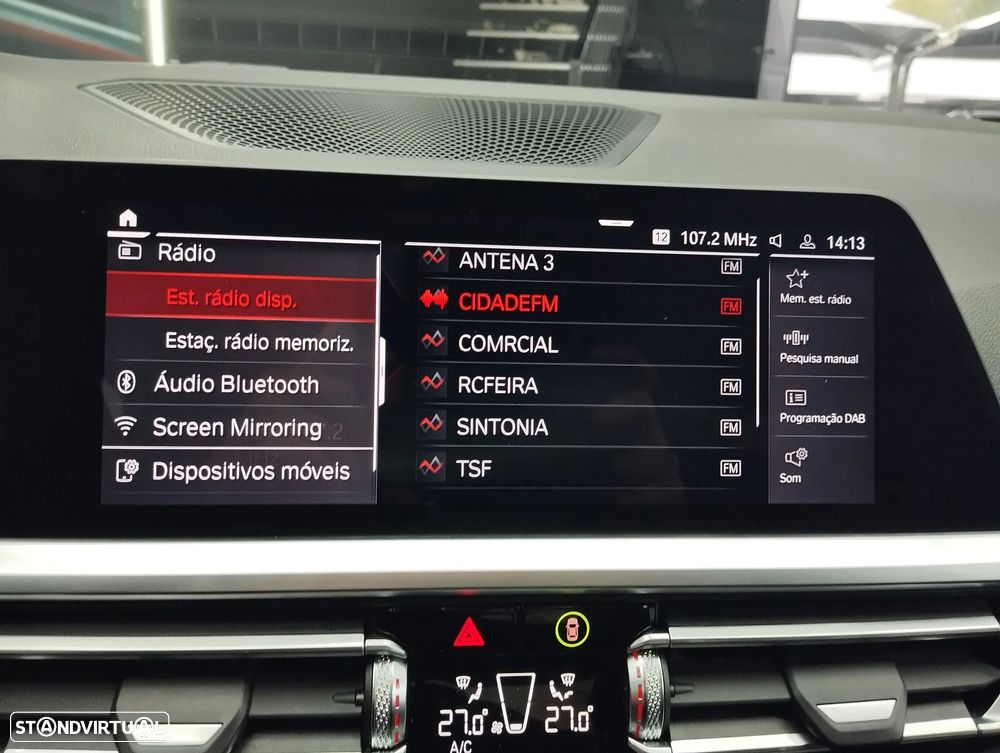 12 107.2 MHz 14:13
Rádio
Est. rádio disp.
Estaç. rádio memoriz.
Áudio Bluetooth
Screen Mirroring
Dispositivos móveis
ANTENA 3 FM
CIDADEFM FM
COMRCIAL FM
RCFEIRA FM
SINTONIA FM
TSF FM
Mem. est. rádio
Pesquisa manual
Programação DAB
Som
27.0° 27.0°
A/C
STANDVIRTUAL